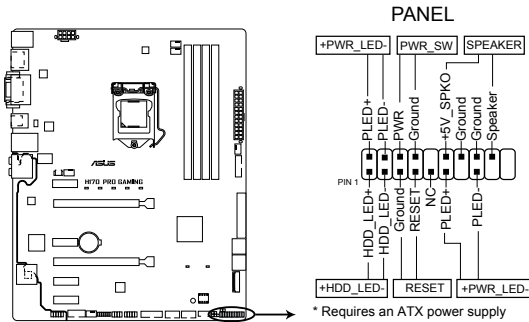 PANEL
+PWR_LED-
PWR_SW
SPEAKER
PLED+
PLED-
PWR
Ground
+5V_SPKO
Ground
Ground
Speaker
PIN 1
HDD_LED+
HDD_LED-
Ground
RESET
NC
PLED+
PLED-
+HDD_LED-
RESET
+PWR_LED-
* Requires an ATX power supply
ASUS
H170 PRO GAMING